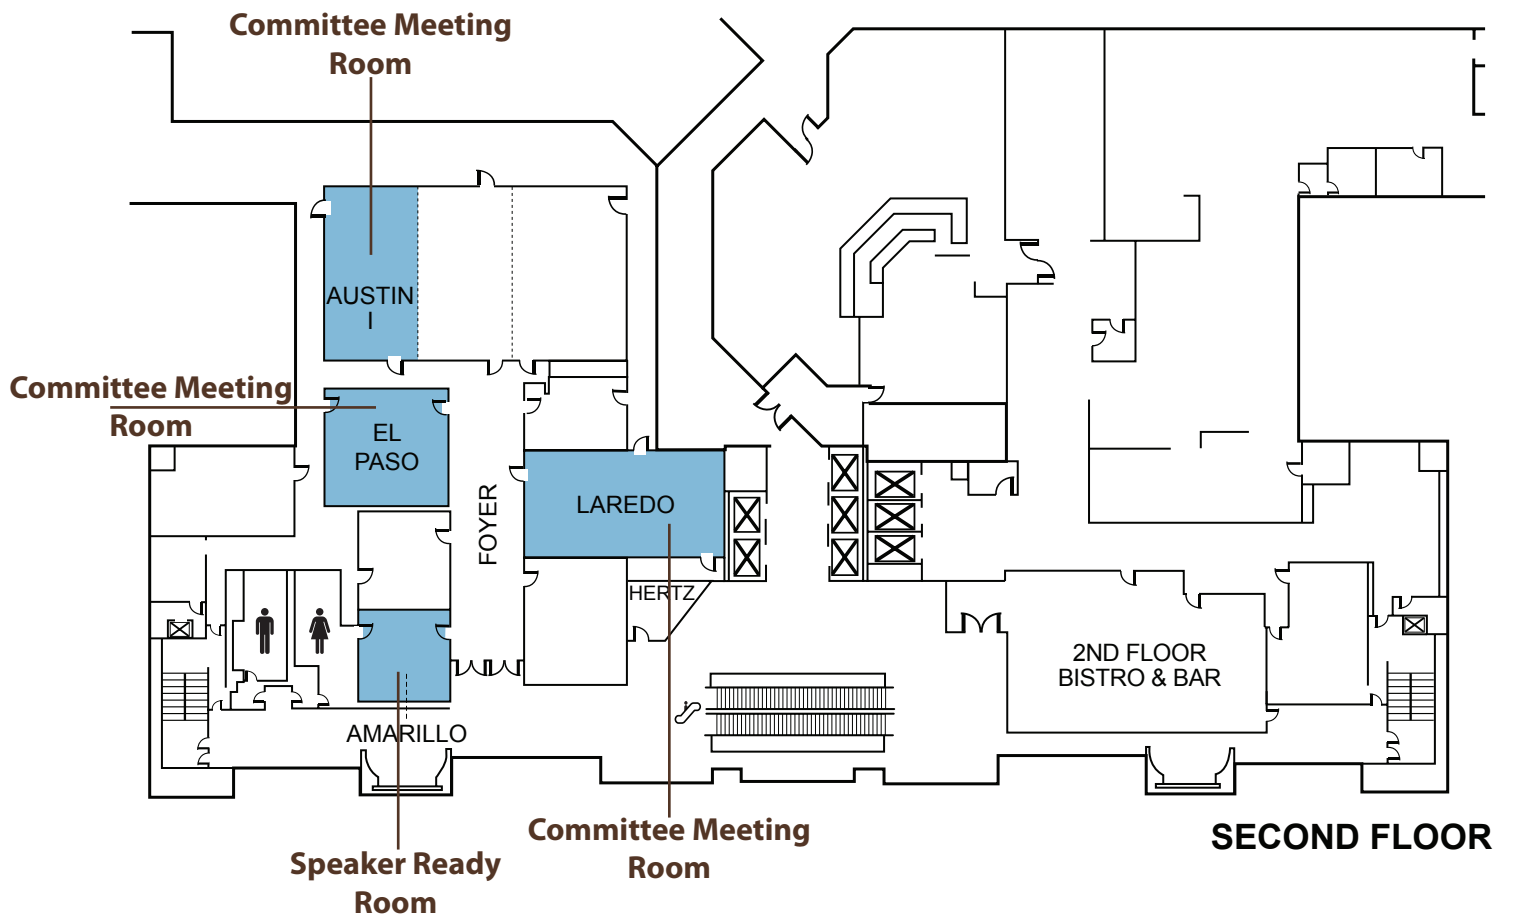 Committee Meeting
Room
AUSTIN
I
Committee Meeting
Room
EL
PASO
LAREDO
FOYER
HERTZ
2ND FLOOR
BISTRO & BAR
AMARILLO
Committee Meeting
Room
SECOND FLOOR
Speaker Ready
Room